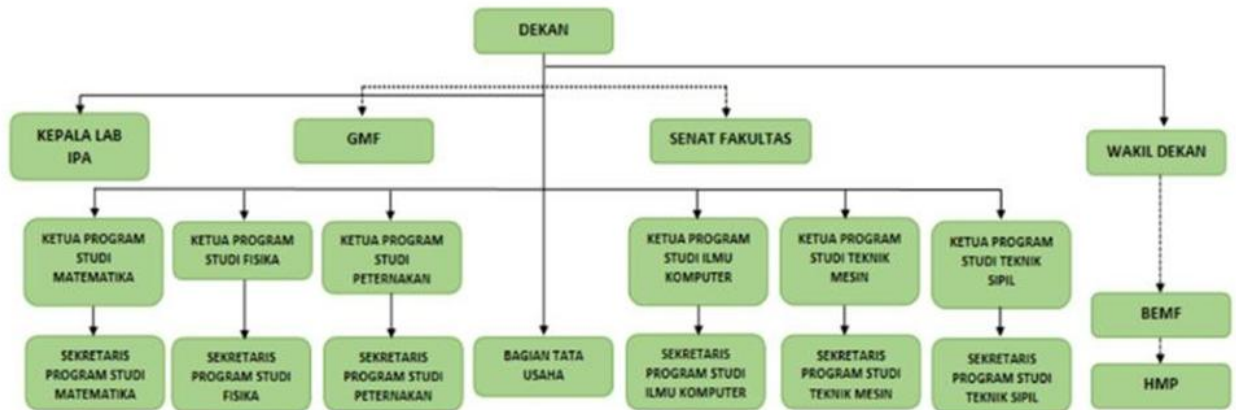 DEKAN
KEPALA LAB
IPA
GMF
SENAT FAKULTAS
WAKIL DEKAN
KETUA PROGRAM
STUDI
MATEMATIKA
KETUA PROGRAM
STUDI FISIKA
KETUA PROGRAM
STUDI
PETERNAKAN
KETUA PROGRAM
STUDI ILMU
KOMPUTER
KETUA PROGRAM
STUDI TEKNIK
MESIN
KETUA PROGRAM
STUDI TEKNIK
SIPIL
BEMF
SEKRETARIS
PROGRAM STUDI
MATEMATIKA
SEKRETARIS
PROGRAM STUDI
FISIKA
SEKRETARIS
PROGRAM STUDI
PETERNAKAN
BAGIAN TATA
USAHA
SEKRETARIS
PROGRAM STUDI
ILMU KOMPUTER
SEKRETARIS
PROGRAM STUDI
TEKNIK MESIN
SEKRETARIS
PROGRAM STUDI
TEKNIK SIPIL
HMP